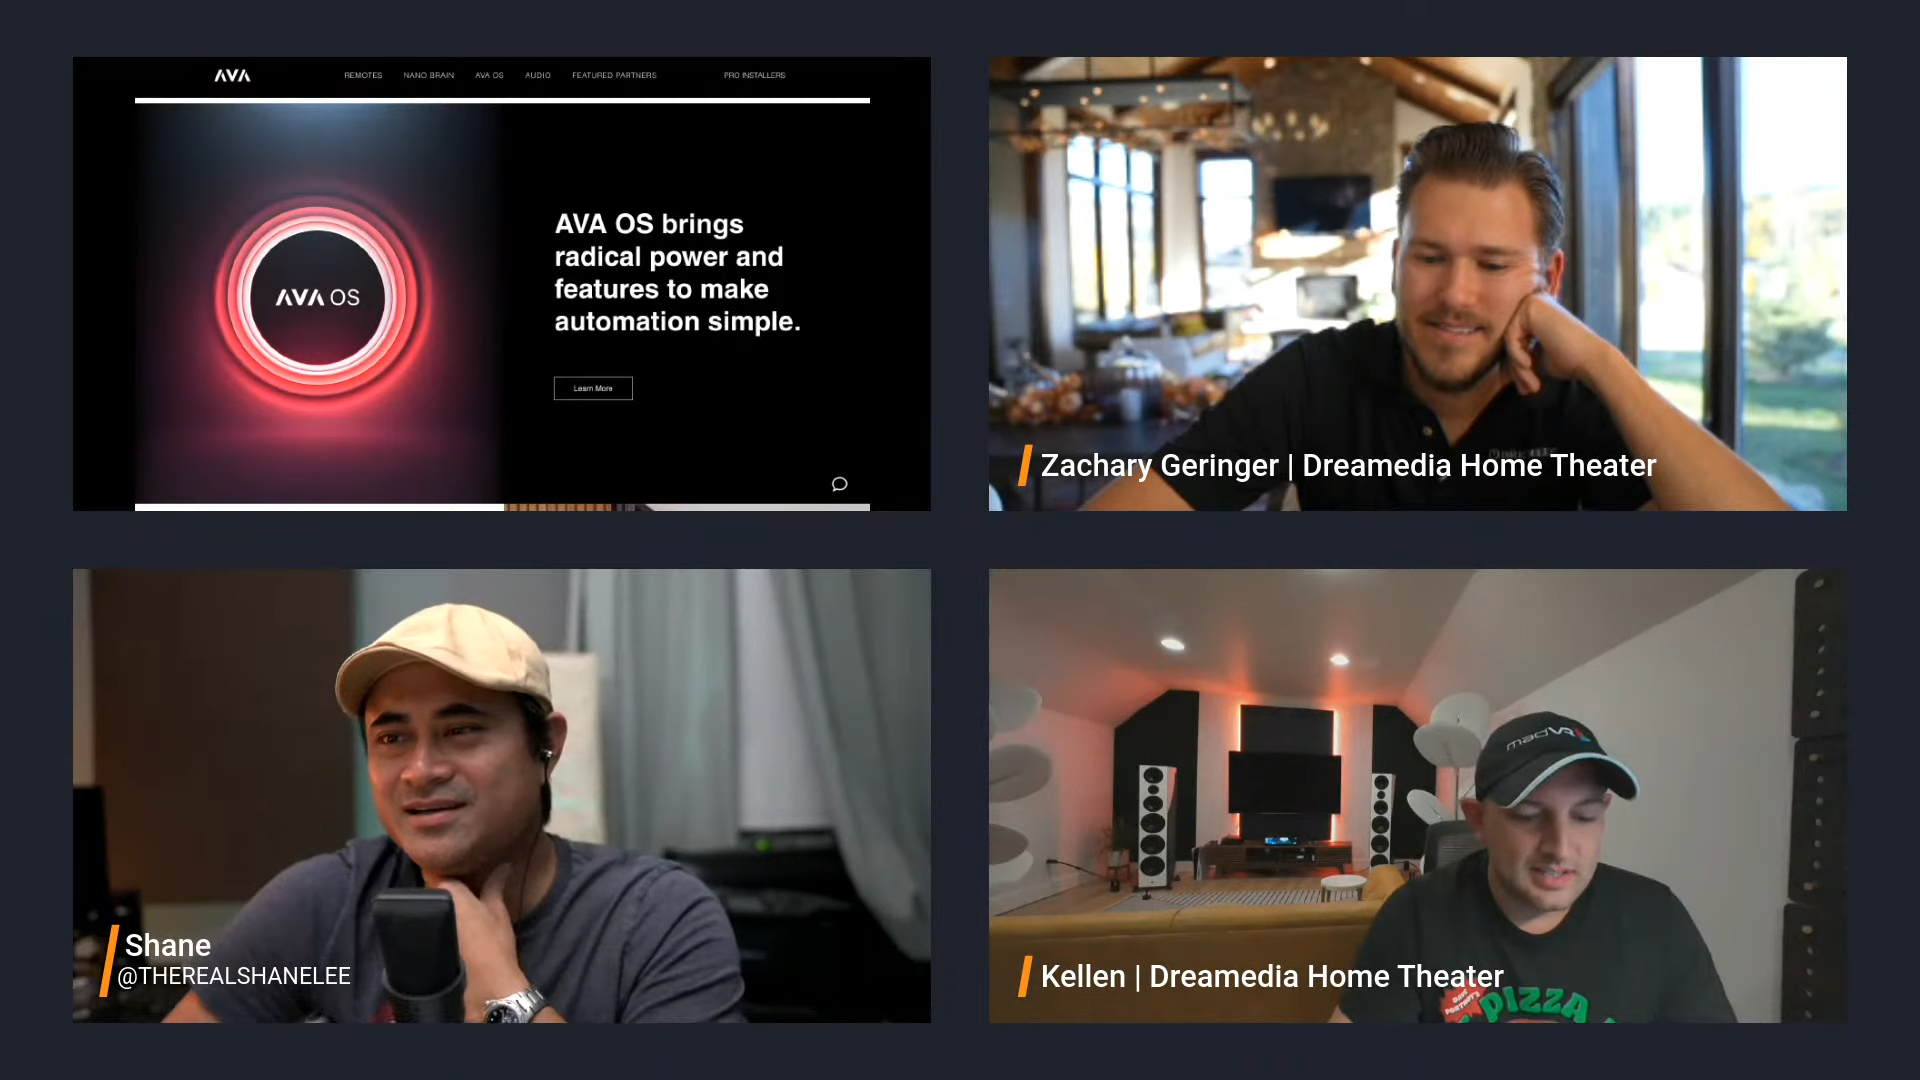 AVA
REMOTES NANO BRAIN AVA OS AUDIO FEATURED PARTNERS PRO INSTALLERS
AVA OS
AVA OS brings
radical power and
features to make
automation simple.
Learn More
Zachary Geringer | Dreamedia Home Theater
Shane
@THEREALSHANELEE
madVR
Kellen | Dreamedia Home Theater
PIZZA